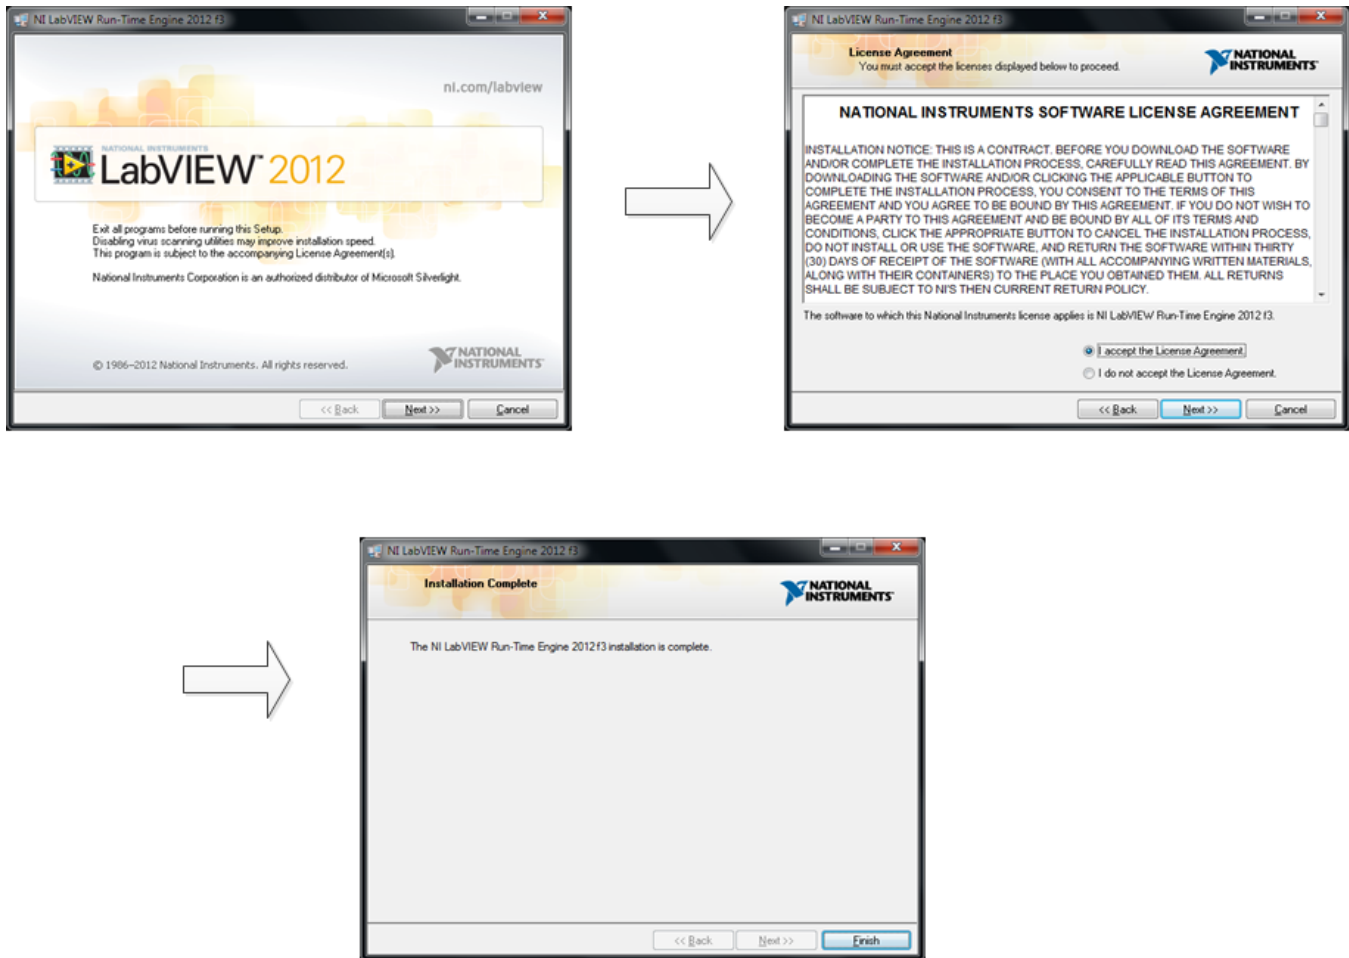 NI LabVIEW Run-Time Engine 2012 f3
ni.com/labview
NATIONAL INSTRUMENTS
LabVIEW™ 2012
Exit all programs before running this Setup.
Disabling virus scanning utilities may improve installation speed.
This program is subject to the accompanying License Agreement(s).
National Instruments Corporation is an authorized distributor of Microsoft Silverlight.
© 1986–2012 National Instruments. All rights reserved.
NATIONAL
INSTRUMENTS
<< Back
Next >>
Cancel
NI LabVIEW Run-Time Engine 2012 f3
License Agreement
You must accept the licenses displayed below to proceed.
NATIONAL
INSTRUMENTS
NATIONAL INSTRUMENTS SOFTWARE LICENSE AGREEMENT
INSTALLATION NOTICE: THIS IS A CONTRACT. BEFORE YOU DOWNLOAD THE SOFTWARE
AND/OR COMPLETE THE INSTALLATION PROCESS, CAREFULLY READ THIS AGREEMENT. BY
DOWNLOADING THE SOFTWARE AND/OR CLICKING THE APPLICABLE BUTTON TO
COMPLETE THE INSTALLATION PROCESS, YOU CONSENT TO THE TERMS OF THIS
AGREEMENT AND YOU AGREE TO BE BOUND BY THIS AGREEMENT. IF YOU DO NOT WISH TO
BECOME A PARTY TO THIS AGREEMENT AND BE BOUND BY ALL OF ITS TERMS AND
CONDITIONS, CLICK THE APPROPRIATE BUTTON TO CANCEL THE INSTALLATION PROCESS,
DO NOT INSTALL OR USE THE SOFTWARE, AND RETURN THE SOFTWARE WITHIN THIRTY
(30) DAYS OF RECEIPT OF THE SOFTWARE (WITH ALL ACCOMPANYING WRITTEN MATERIALS,
ALONG WITH THEIR CONTAINERS) TO THE PLACE YOU OBTAINED THEM. ALL RETURNS
SHALL BE SUBJECT TO NI'S THEN CURRENT RETURN POLICY.
The software to which this National Instruments license applies is NI LabVIEW Run-Time Engine 2012 f3.
I accept the License Agreement.
I do not accept the License Agreement.
<< Back
Next >>
Cancel
NI LabVIEW Run-Time Engine 2012 f3
Installation Complete
NATIONAL
INSTRUMENTS
The NI LabVIEW Run-Time Engine 2012 f3 installation is complete.
<< Back
Next >>
Finish